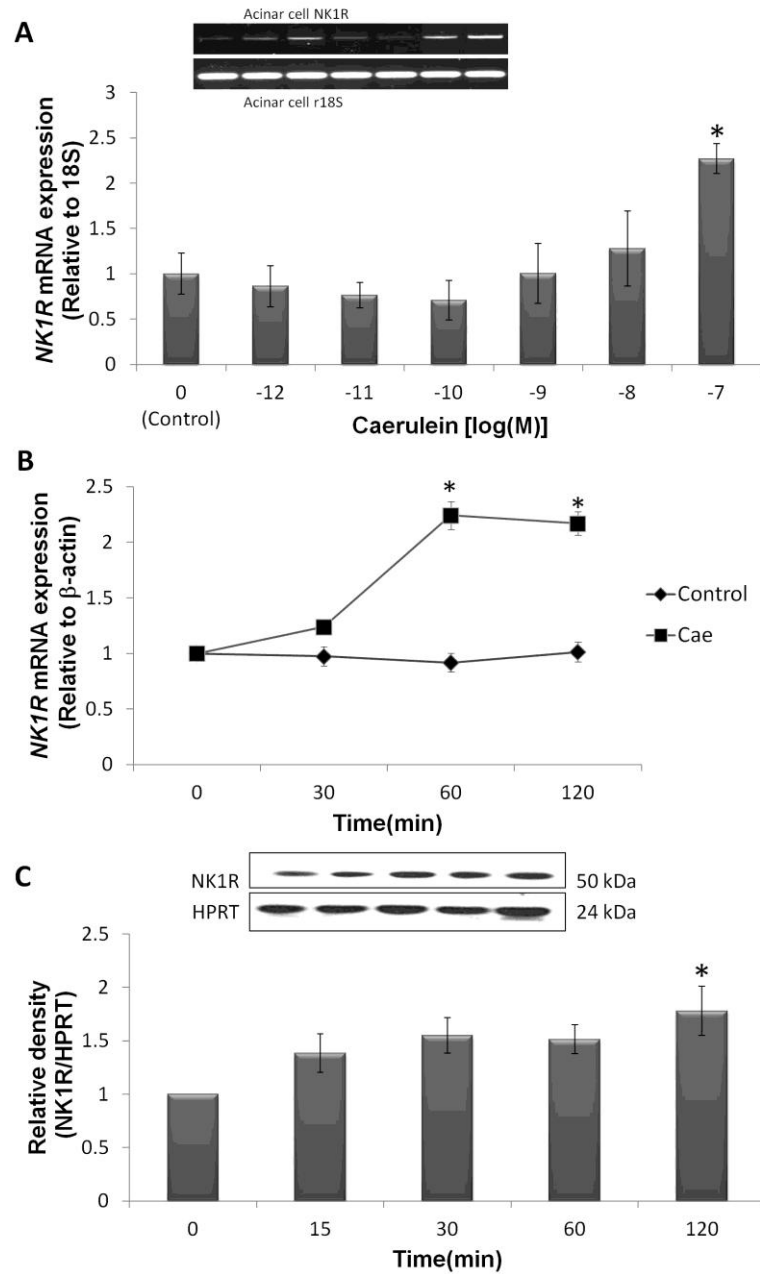 A
Acinar cell NK1R
Acinar cell r18S
NK1R mRNA expression
(Relative to 18S)
3
2.5
2
1.5
1
0.5
0
*
0 -12 -11 -10 -9 -8 -7
(Control)
Caerulein [log(M)]
B
NK1R mRNA expression
(Relative to β-actin)
2.5
2
1.5
1
0.5
0
* *
Control
Cae
0 30 60 120
Time(min)
C
NK1R 50 kDa
HPRT 24 kDa
Relative density
(NK1R/HPRT)
2.5
2
1.5
1
0.5
0
*
0 15 30 60 120
Time(min)